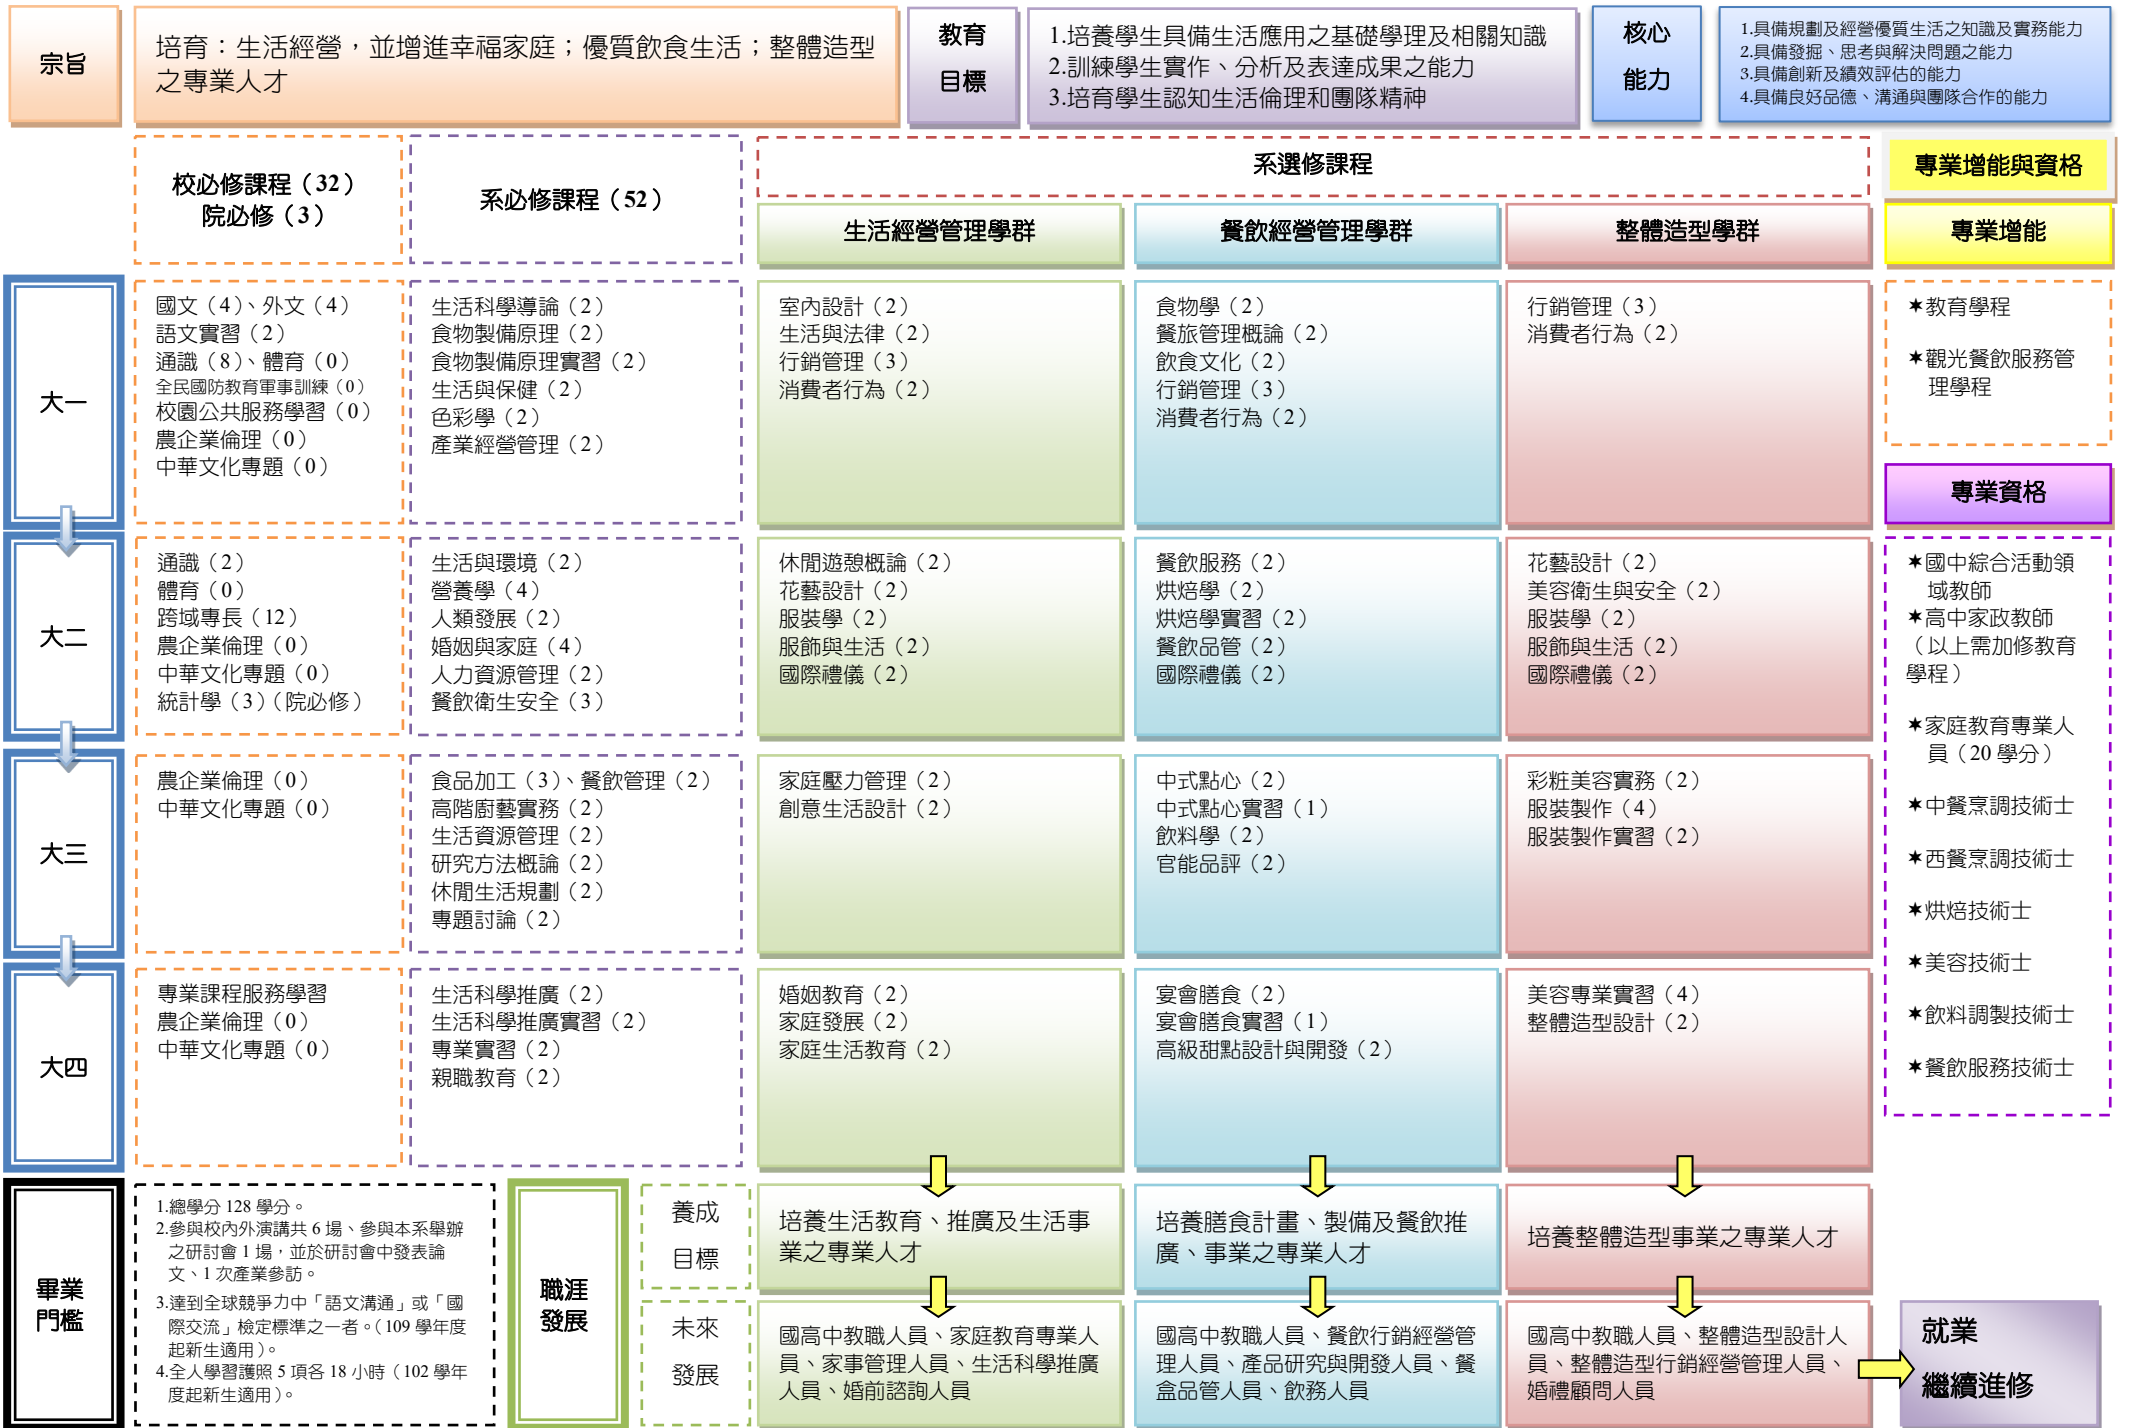 宗旨
培育：生活經營，並增進幸福家庭；優質飲食生活；整體造型
之專業人才
教育
目標
1.培養學生具備生活應用之基礎學理及相關知識
2.訓練學生實作、分析及表達成果之能力
3.培育學生認知生活倫理和團隊精神
核心
能力
1.具備規劃及經營優質生活之知識及實務能力
2.具備發掘、思考與解決問題之能力
3.具備創新及績效評估的能力
4.具備良好品德、溝通與團隊合作的能力
校必修課程（32）
院必修（3）
系必修課程（52）
系選修課程
專業增能與資格
生活經營管理學群
餐飲經營管理學群
整體造型學群
專業增能
大一
國文（4）、外文（4）
語文實習（2）
通識（8）、體育（0）
全民國防教育軍事訓練（0）
校園公共服務學習（0）
農企業倫理（0）
中華文化專題（0）
生活科學導論（2）
食物製備原理（2）
食物製備原理實習（2）
生活與保健（2）
色彩學（2）
產業經營管理（2）
室內設計（2）
生活與法律（2）
行銷管理（3）
消費者行為（2）
食物學（2）
餐旅管理概論（2）
飲食文化（2）
行銷管理（3）
消費者行為（2）
行銷管理（3）
消費者行為（2）
★教育學程
★觀光餐飲服務管
理學程
專業資格
大二
通識（2）
體育（0）
跨域專長（12）
農企業倫理（0）
中華文化專題（0）
統計學（3）（院必修）
生活與環境（2）
營養學（4）
人類發展（2）
婚姻與家庭（4）
人力資源管理（2）
餐飲衛生安全（3）
休閒遊憩概論（2）
花藝設計（2）
服裝學（2）
服飾與生活（2）
國際禮儀（2）
餐飲服務（2）
烘焙學（2）
烘焙學實習（2）
餐飲品管（2）
國際禮儀（2）
花藝設計（2）
美容衛生與安全（2）
服裝學（2）
服飾與生活（2）
國際禮儀（2）
★國中綜合活動領
域教師
★高中家政教師
（以上需加修教育
學程）
★家庭教育專業人
員（20 學分）
★中餐烹調技術士
★西餐烹調技術士
★烘焙技術士
★美容技術士
★飲料調製技術士
★餐飲服務技術士
大三
農企業倫理（0）
中華文化專題（0）
食品加工（3）、餐飲管理（2）
高階廚藝實務（2）
生活資源管理（2）
研究方法概論（2）
休閒生活規劃（2）
專題討論（2）
家庭壓力管理（2）
創意生活設計（2）
中式點心（2）
中式點心實習（1）
飲料學（2）
官能品評（2）
彩粧美容實務（2）
服裝製作（4）
服裝製作實習（2）
大四
專業課程服務學習
農企業倫理（0）
中華文化專題（0）
生活科學推廣（2）
生活科學推廣實習（2）
專業實習（2）
親職教育（2）
婚姻教育（2）
家庭發展（2）
家庭生活教育（2）
宴會膳食（2）
宴會膳食實習（1）
高級甜點設計與開發（2）
美容專業實習（4）
整體造型設計（2）
畢業
門檻
1.總學分 128 學分。
2.參與校內外演講共 6 場、參與本系舉辦
之研討會 1 場，並於研討會中發表論
文、1 次產業參訪。
3.達到全球競爭力中「語文溝通」或「國
際交流」檢定標準之一者。（109 學年度
起新生適用）。
4.全人學習護照 5 項各 18 小時（102 學年
度起新生適用）。
職涯
發展
養成
目標
培養生活教育、推廣及生活事
業之專業人才
培養膳食計畫、製備及餐飲推
廣、事業之專業人才
培養整體造型事業之專業人才
未來
發展
國高中教職人員、家庭教育專業人
員、家事管理人員、生活科學推廣
人員、婚前諮詢人員
國高中教職人員、餐飲行銷經營管
理人員、產品研究與開發人員、餐
盒品管人員、飲務人員
國高中教職人員、整體造型設計人
員、整體造型行銷經營管理人員、
婚禮顧問人員
就業
繼續進修